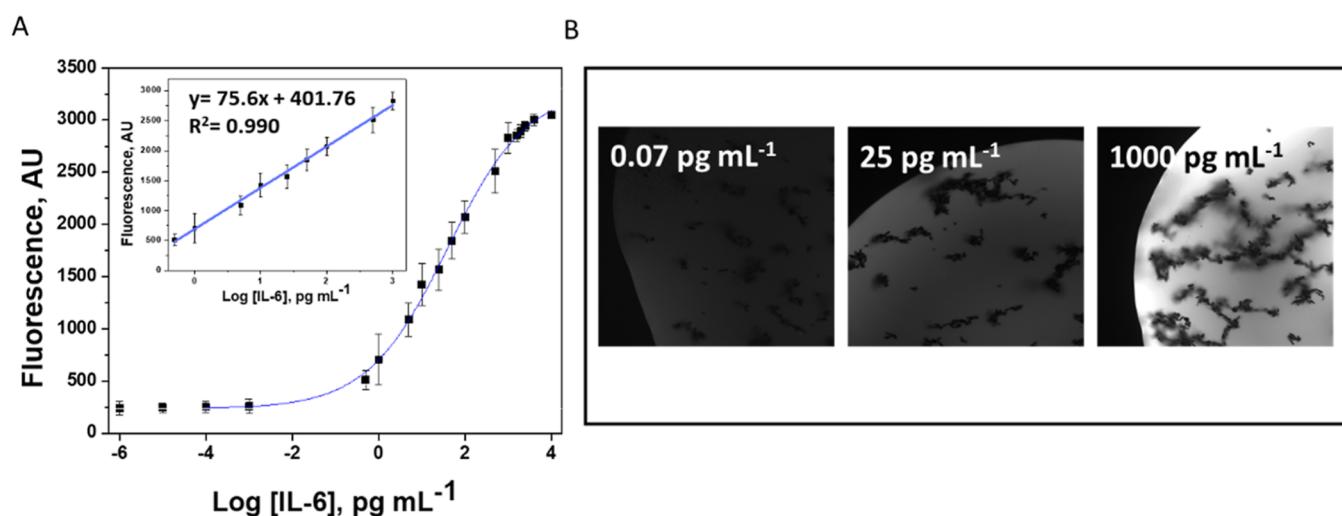 A
B
3500
3000
2500
2000
1500
1000
500
0
-6
-4
-2
0
2
4
Fluorescence, AU
Log [IL-6], pg mL⁻¹
3000
2500
2000
1500
1000
500
0
0
1
2
3
Fluorescence, AU
Log [IL-6], pg mL⁻¹
y= 75.6x + 401.76
R²= 0.990
0.07 pg mL⁻¹
25 pg mL⁻¹
1000 pg mL⁻¹